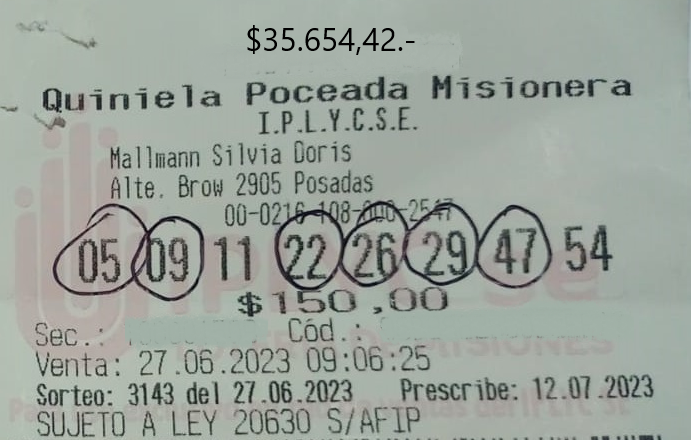 $35.654,42.-
Quiniela Poceada Misionera
I.P.L.Y.C.S.E.
Mallmann Silvia Doris
Alte. Brow 2905 Posadas
00-0216-108-000-2547
05 09 11 22 26 29 47 54
$150,00
Sec.: Cód.:
Venta: 27.06.2023 09:06:25
Sorteo: 3143 del 27.06.2023 Prescribe: 12.07.2023
SUJETO A LEY 20630 S/AFIP